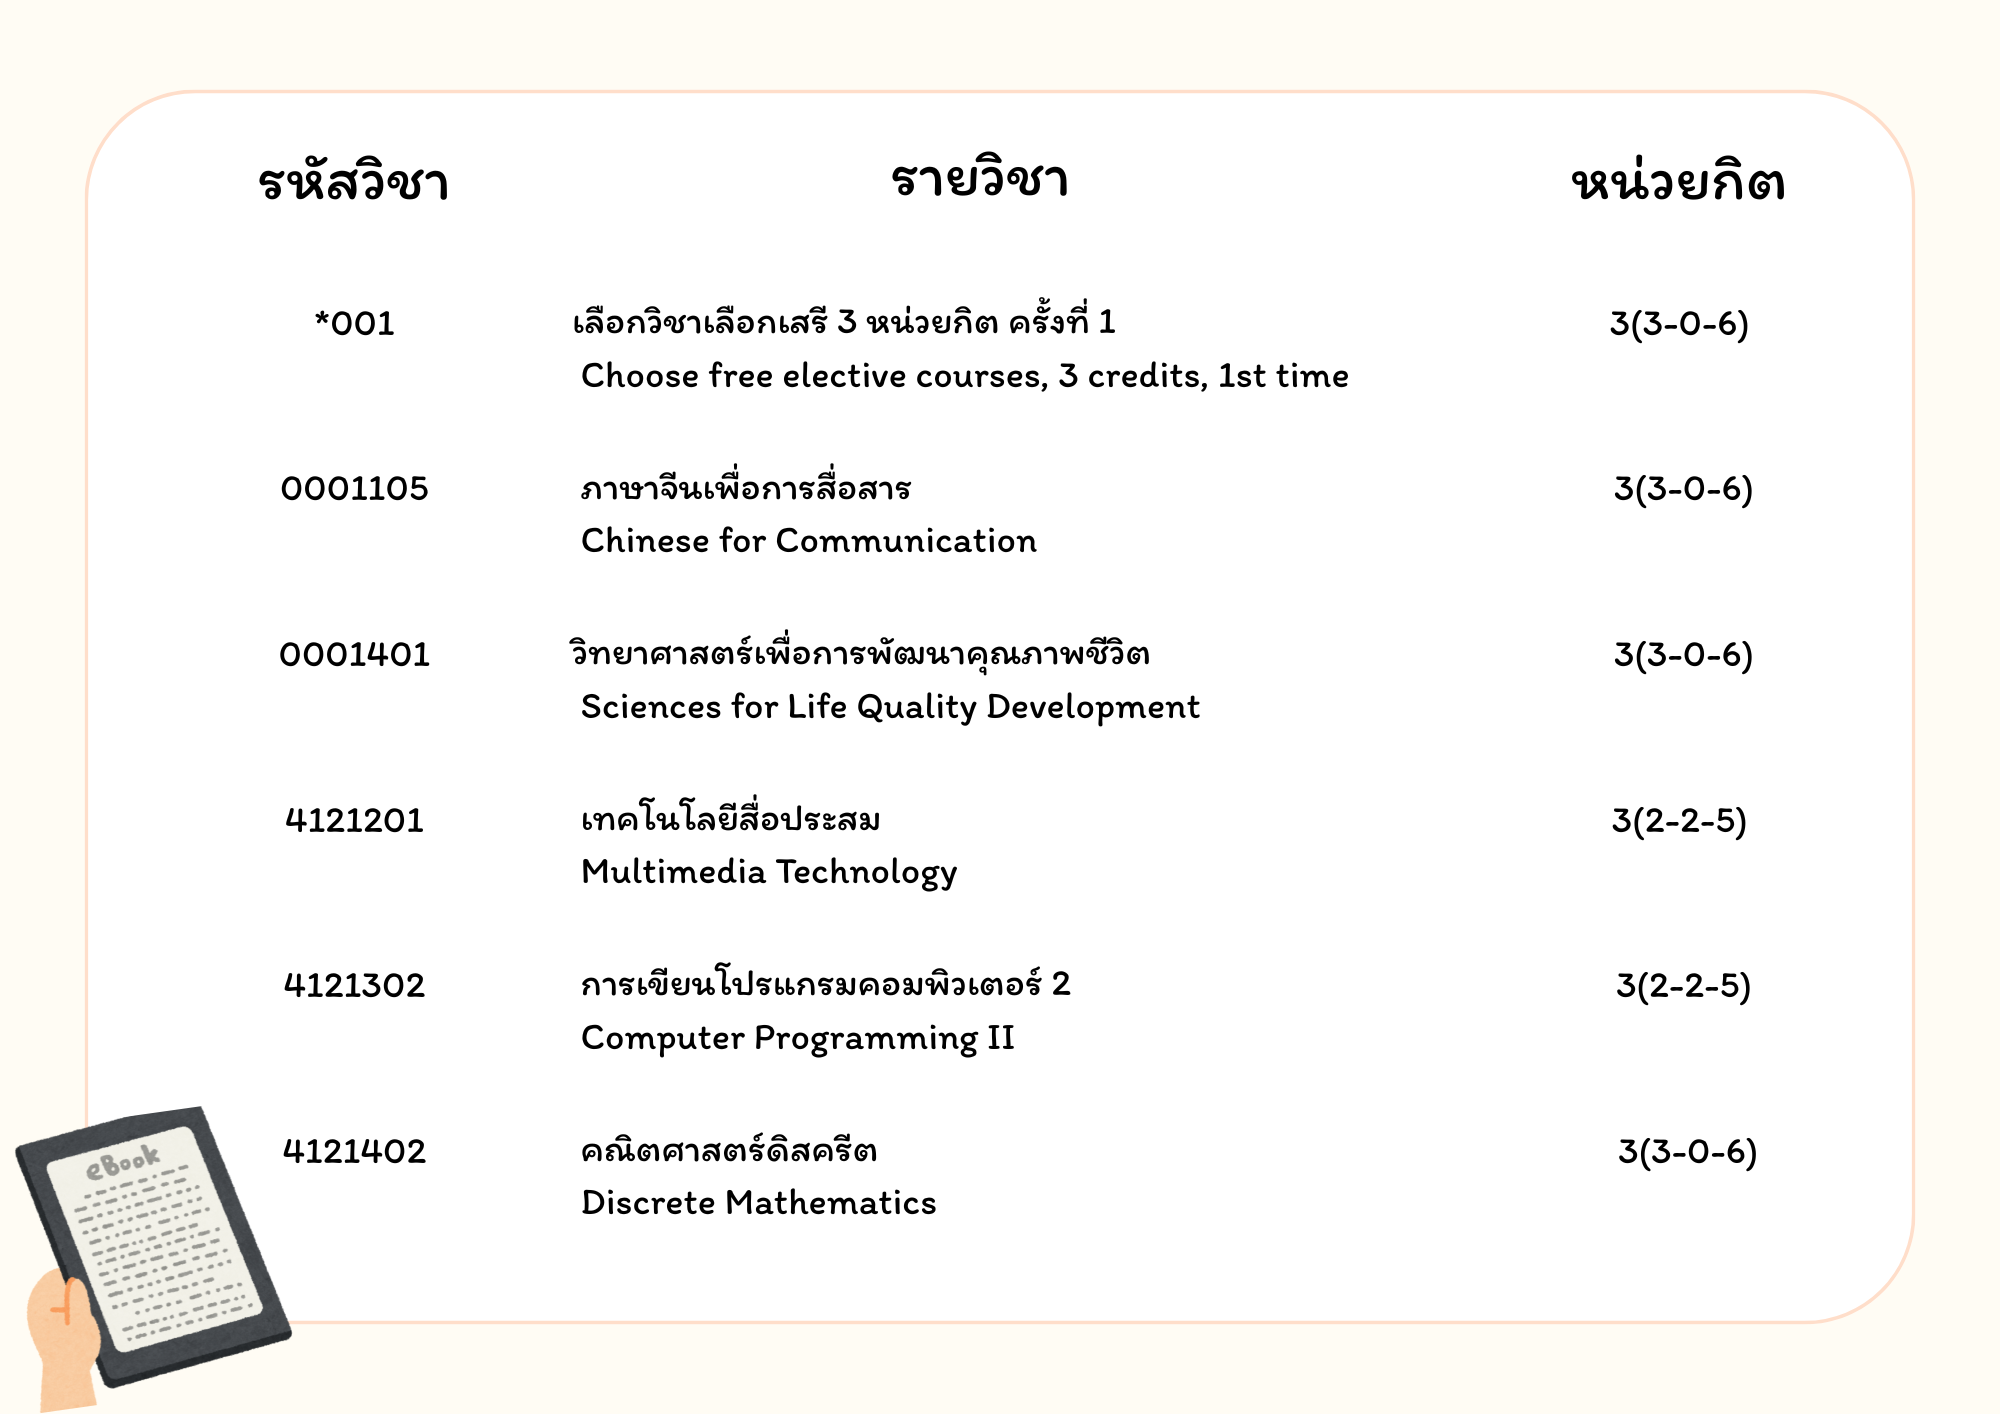 รหัสวิชา รายวิชา หน่วยกิต
*001 เลือกวิชาเลือกเสรี 3 หน่วยกิต ครั้งที่ 1 3(3-0-6)
Choose free elective courses, 3 credits, 1st time
0001105 ภาษาจีนเพื่อการสื่อสาร 3(3-0-6)
Chinese for Communication
0001401 วิทยาศาสตร์เพื่อการพัฒนาคุณภาพชีวิต 3(3-0-6)
Sciences for Life Quality Development
4121201 เทคโนโลยีสื่อประสม 3(2-2-5)
Multimedia Technology
4121302 การเขียนโปรแกรมคอมพิวเตอร์ 2 3(2-2-5)
Computer Programming II
4121402 คณิตศาสตร์ดิสครีต 3(3-0-6)
Discrete Mathematics
eBook